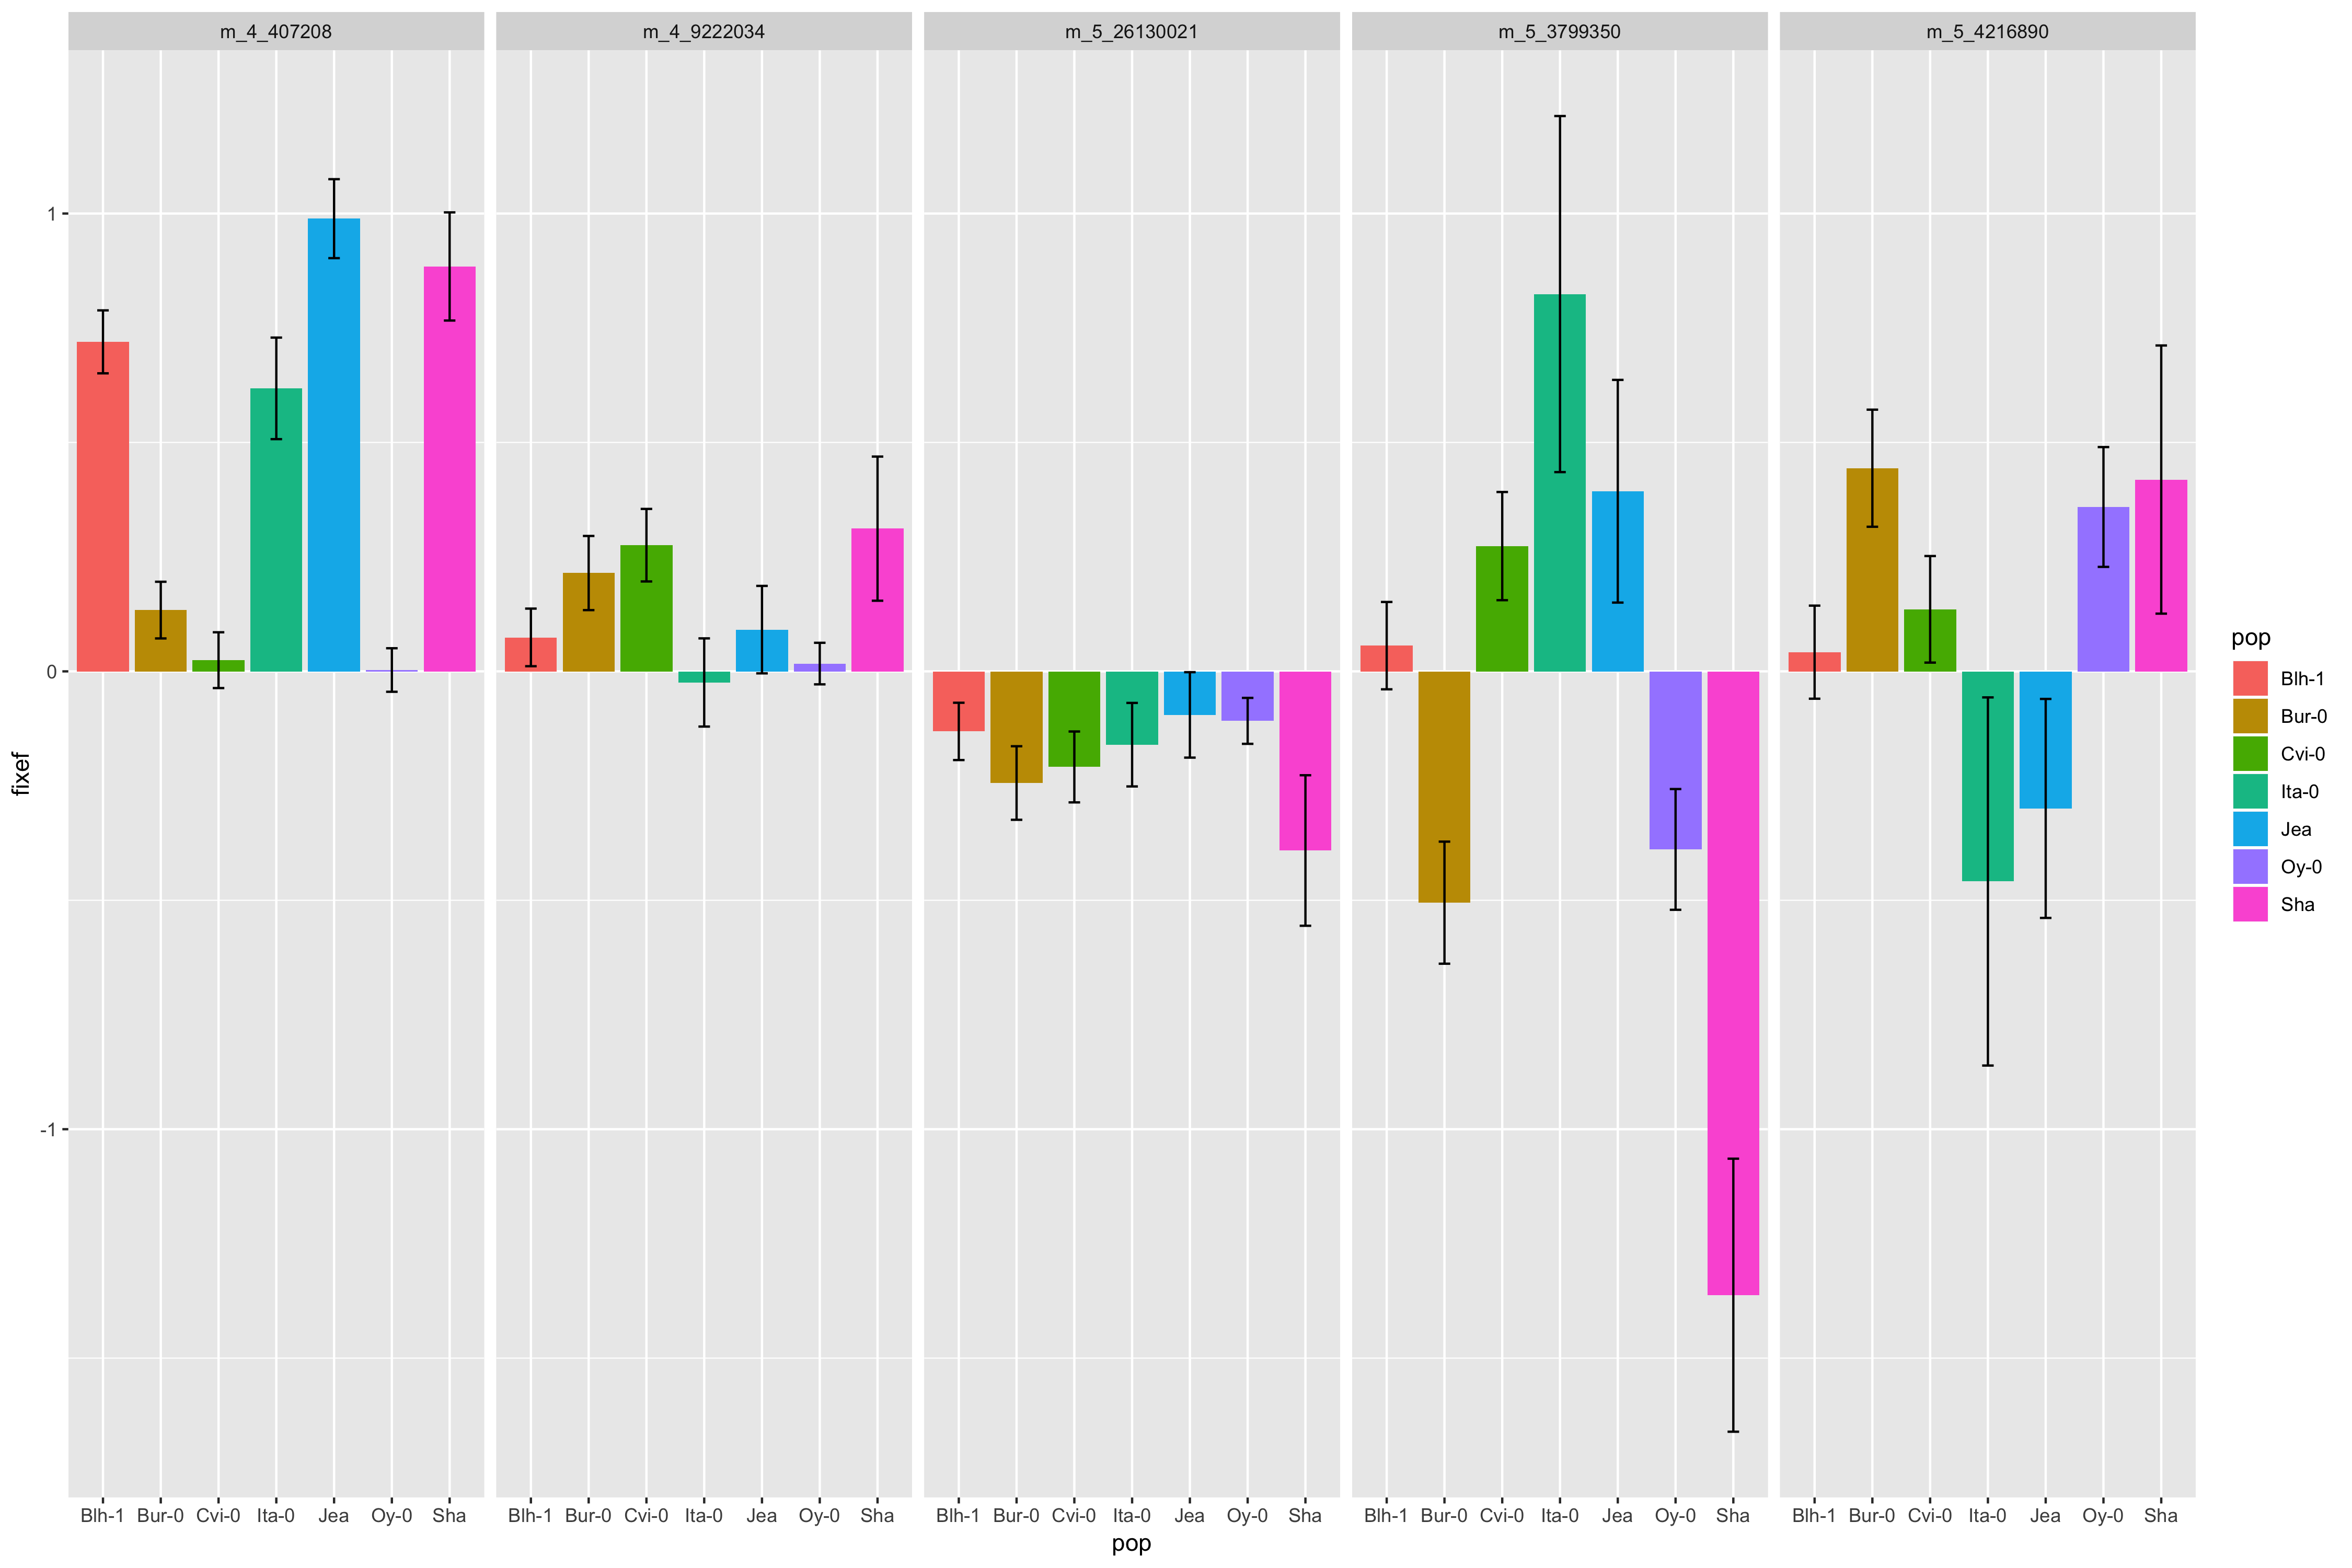 m_4_407208 m_4_9222034 m_5_26130021 m_5_3799350 m_5_4216890
1
0
-1
fixef
Blh-1 Bur-0 Cvi-0 Ita-0 Jea Oy-0 Sha Blh-1 Bur-0 Cvi-0 Ita-0 Jea Oy-0 Sha Blh-1 Bur-0 Cvi-0 Ita-0 Jea Oy-0 Sha Blh-1 Bur-0 Cvi-0 Ita-0 Jea Oy-0 Sha Blh-1 Bur-0 Cvi-0 Ita-0 Jea Oy-0 Sha
pop
pop
Blh-1
Bur-0
Cvi-0
Ita-0
Jea
Oy-0
Sha